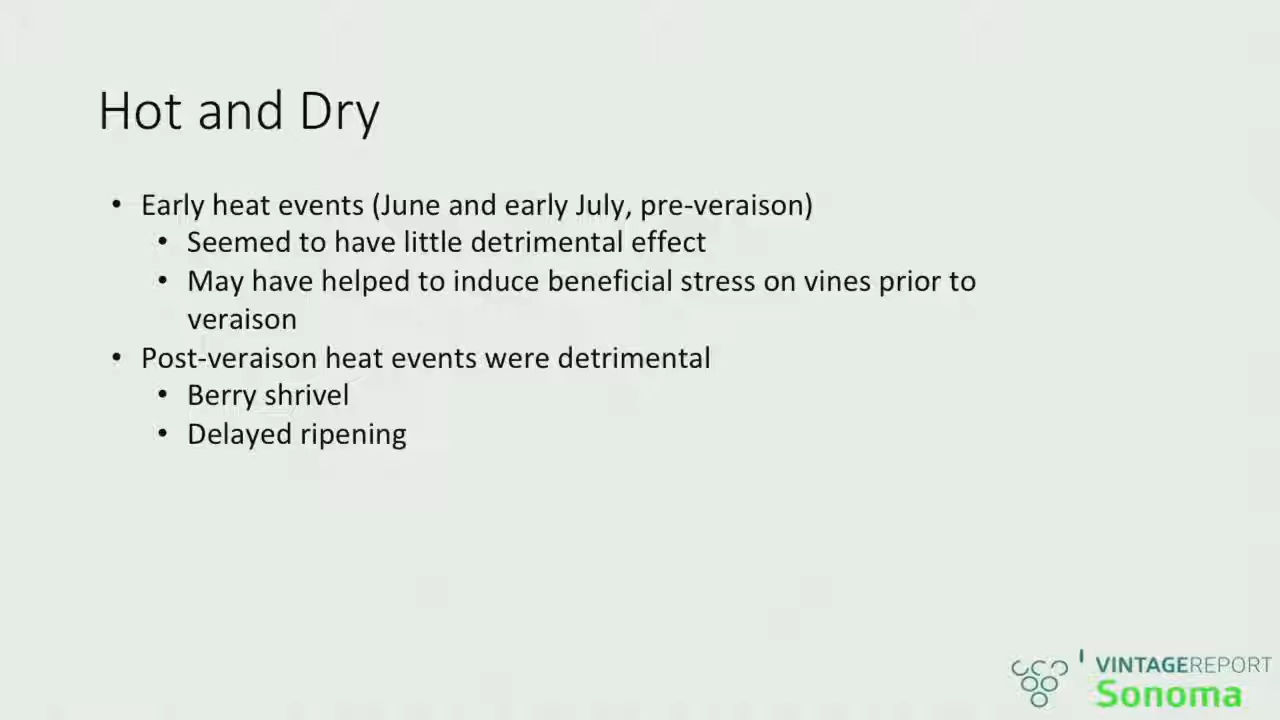 Hot and Dry
• Early heat events (June and early July, pre-veraison)
• Seemed to have little detrimental effect
• May have helped to induce beneficial stress on vines prior to
veraison
• Post-veraison heat events were detrimental
• Berry shrivel
• Delayed ripening
VINTAGEREPORT
Sonoma